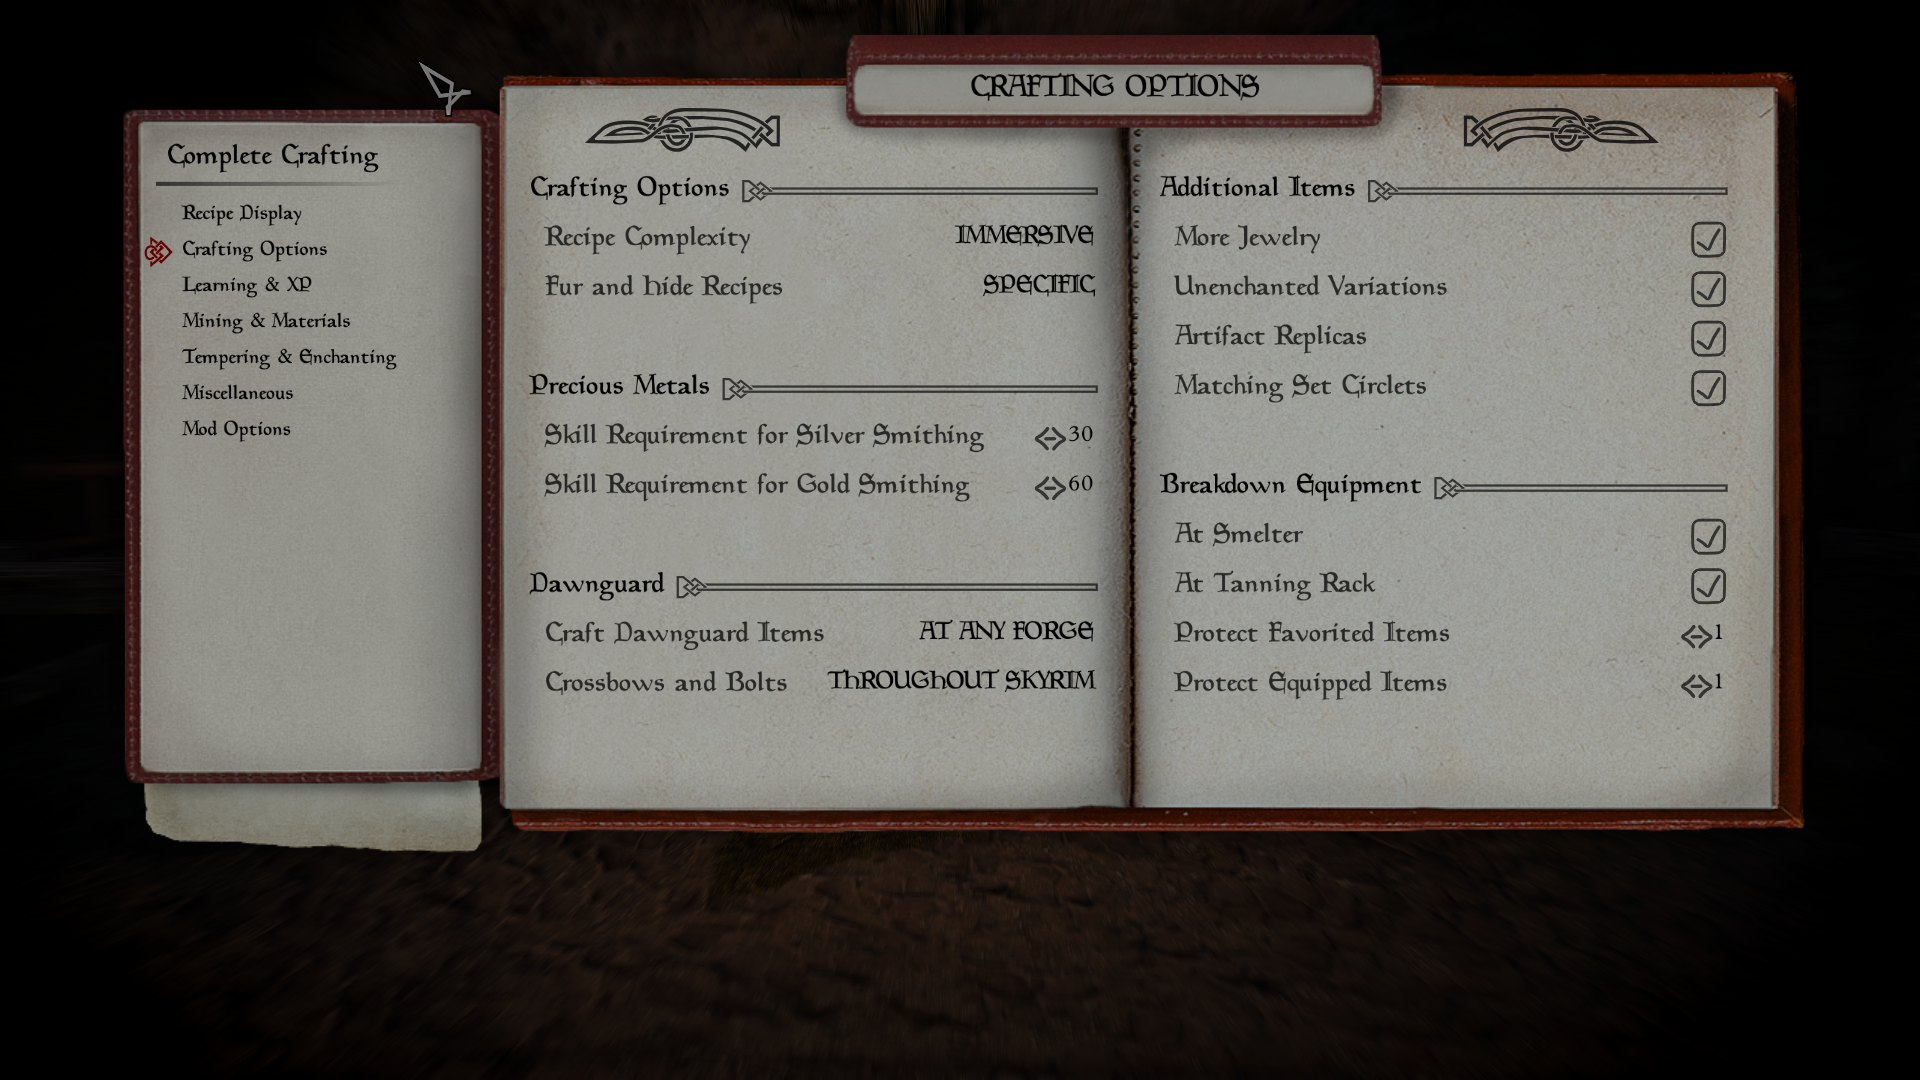 CRAFTING OPTIONS
Complete Crafting
Recipe Display
Crafting Options
Learning & XP
Mining & Materials
Tempering & Enchanting
Miscellaneous
Mod Options
Crafting Options
Recipe Complexity IMMERSIVE
Fur and Hide Recipes SPECIFIC
Precious Metals
Skill Requirement for Silver Smithing 30
Skill Requirement for Gold Smithing 60
Dawnguard
Craft Dawnguard Items AT ANY FORGE
Crossbows and Bolts THROUGHOUT SKYRIM
Additional Items
More Jewelry
Unenchanted Variations
Artifact Replicas
Matching Set Circlets
Breakdown Equipment
At Smelter
At Tanning Rack
Protect Favorited Items 1
Protect Equipped Items 1